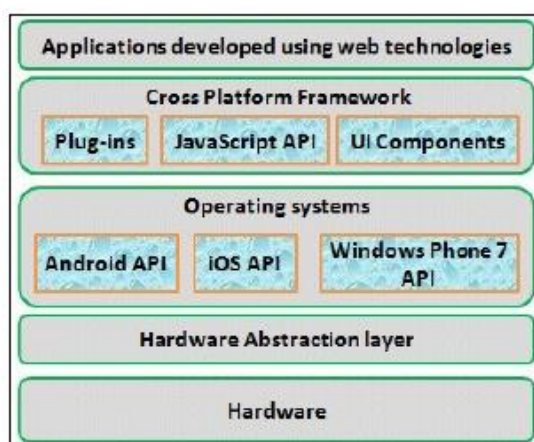 Applications developed using web technologies
Cross Platform Framework
Plug-ins JavaScript API UI Components
Operating systems
Android API iOS API Windows Phone 7
API
Hardware Abstraction layer
Hardware